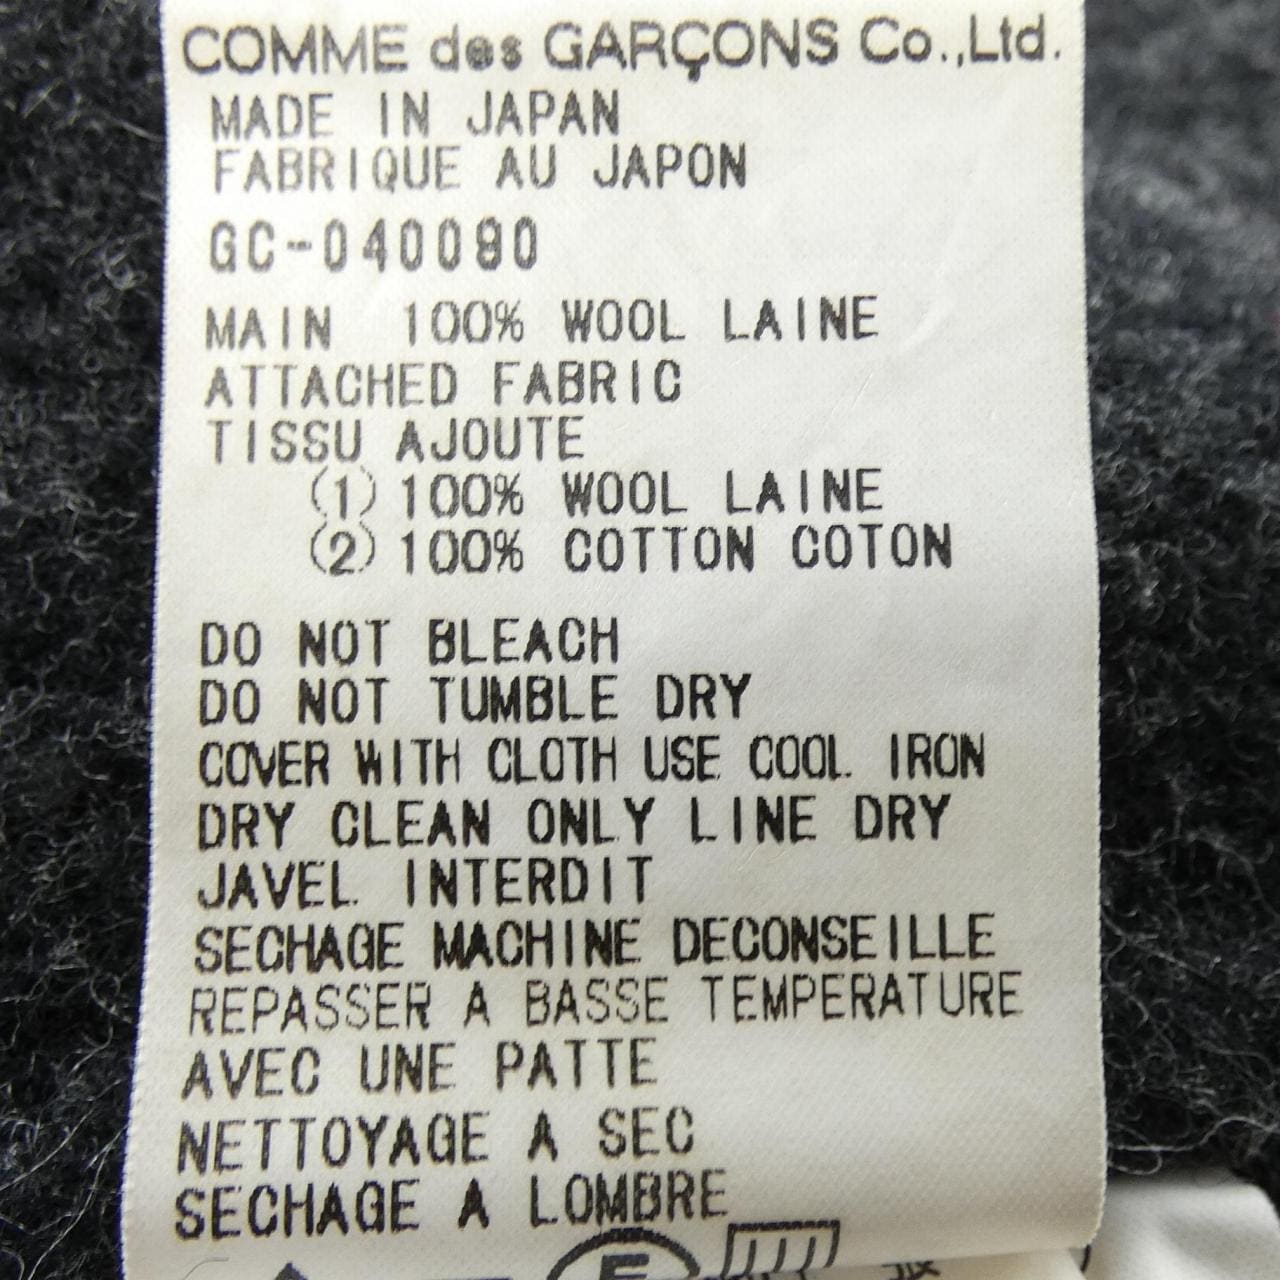 COMME des GARÇONS Co.,Ltd.
MADE IN JAPAN
FABRIQUE AU JAPON
GC-040080
MAIN 100% WOOL LAINE
ATTACHED FABRIC
TISSU AJOUTE
(1) 100% WOOL LAINE
(2) 100% COTTON COTON
DO NOT BLEACH
DO NOT TUMBLE DRY
COVER WITH CLOTH USE COOL IRON
DRY CLEAN ONLY LINE DRY
JAVEL INTERDIT
SECHAGE MACHINE DECONSEILLE
REPASSER A BASSE TEMPERATURE
AVEC UNE PATTE
NETTOYAGE A SEC
SECHAGE A LOMBRE